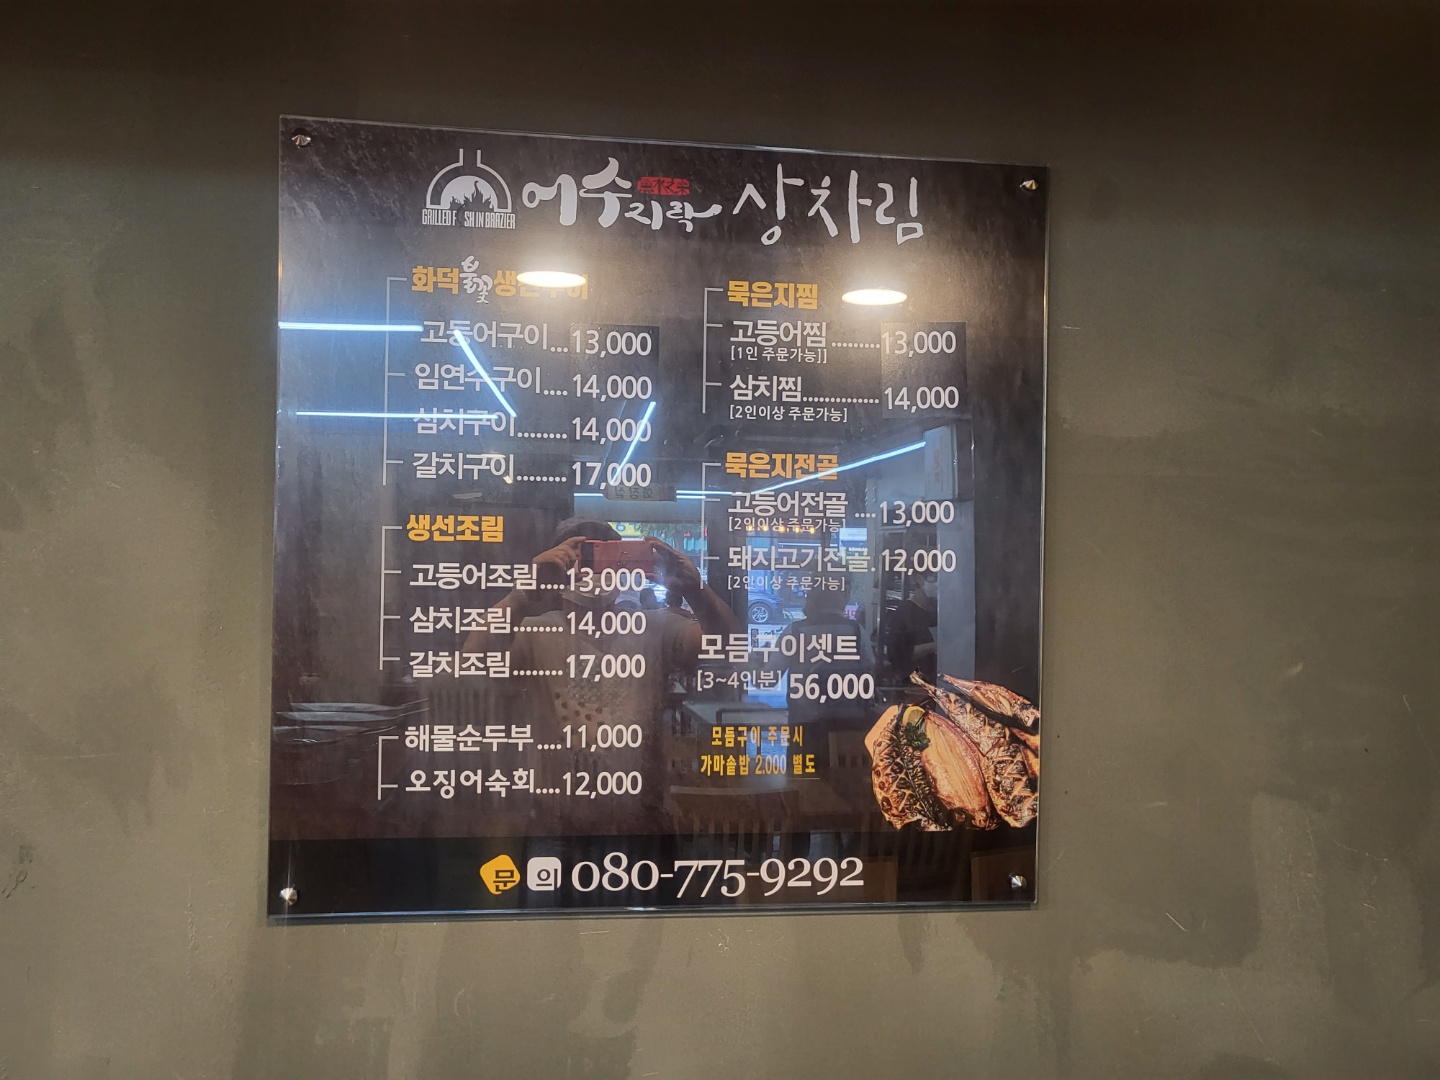 GRILLED FISH IN BRAZIER
어수지락 상차림
화덕불꽃생선구이
고등어구이...13,000
임연수구이....14,000
삼치구이........14,000
갈치구이........17,000
생선조림
고등어조림....13,000
삼치조림........14,000
갈치조림........17,000
해물순두부....11,000
오징어숙회....12,000
묵은지찜
고등어찜.........13,000
[1인 주문가능]]
삼치찜..............14,000
[2인이상 주문가능]
묵은지전골
고등어전골....13,000
[2인이상 주문가능]
돼지고기전골.12,000
[2인이상 주문가능]
모듬구이셋트
[3~4인분] 56,000
모듬구이 주문시
가마솥밥 2.000 별도
문의 080-775-9292